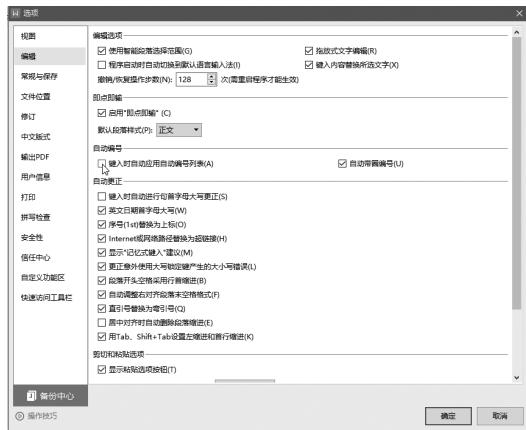 选项
视图
编辑
常规与保存
文件位置
修订
中文版式
输出PDF
用户信息
打印
拼写检查
安全性
信任中心
自定义功能区
快速访问工具栏
备份中心
操作技巧
编辑选项
使用智能段落选择范围(G) 拖放式文字编辑(R)
程序启动时自动切换到默认语言输入法(I) 键入内容替换所选文字(X)
撤销/恢复操作步数(N): 128 次(需重启程序才能生效)
即点即输
启用"即点即输" (C)
默认段落样式(P): 正文
自动编号
键入时自动应用自动编号列表(A) 自动带圈编号(U)
自动更正
键入时自动进行句首字母大写更正(S)
英文日期首字母大写(W)
序号(1st)替换为上标(O)
Internet或网络路径替换为超链接(H)
显示"记忆式键入"建议(M)
更正意外使用大写锁定键产生的大小写错误(L)
段落开头空格采用行首缩进(B)
自动调整右对齐段落末空格格式(F)
直引号替换为弯引号(Q)
居中对齐时自动删除段落缩进(E)
用Tab、Shift+Tab设置左缩进和首行缩进(K)
剪切和粘贴选项
显示粘贴选项按钮(T)
确定 取消